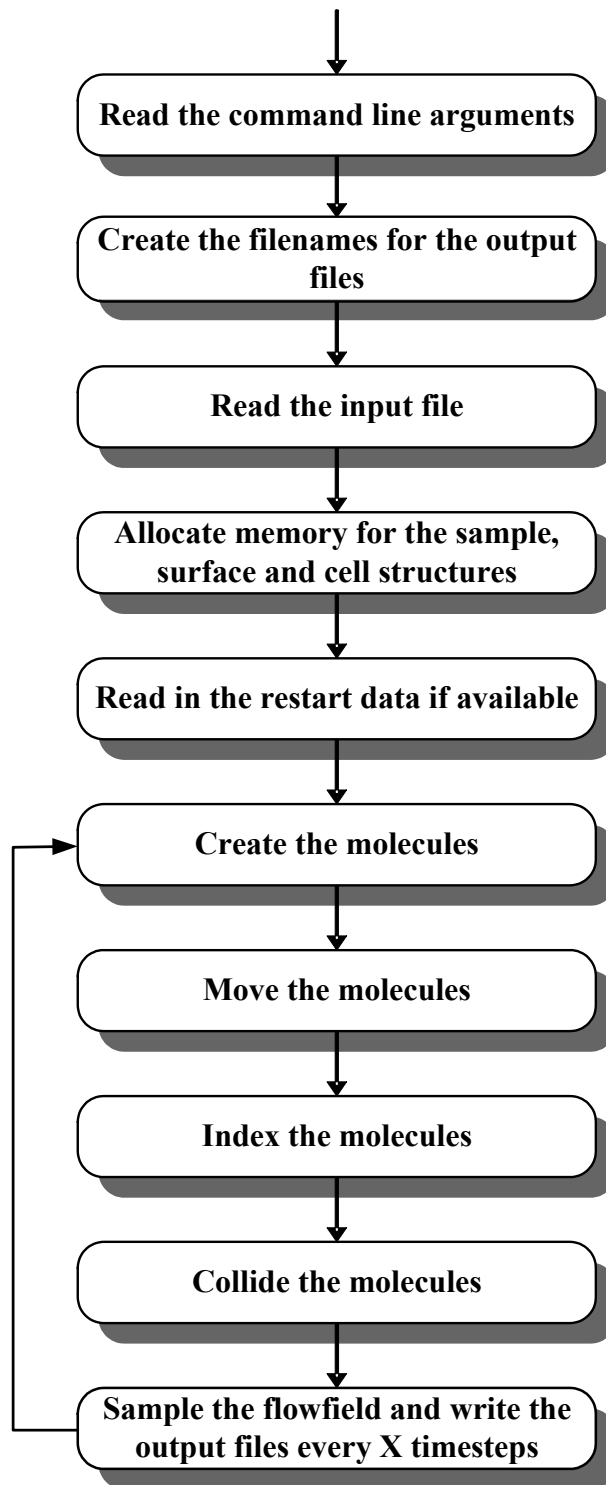 Read the command line arguments
Create the filenames for the output
files
Read the input file
Allocate memory for the sample,
surface and cell structures
Read in the restart data if available
Create the molecules
Move the molecules
Index the molecules
Collide the molecules
Sample the flowfield and write the
output files every X timesteps